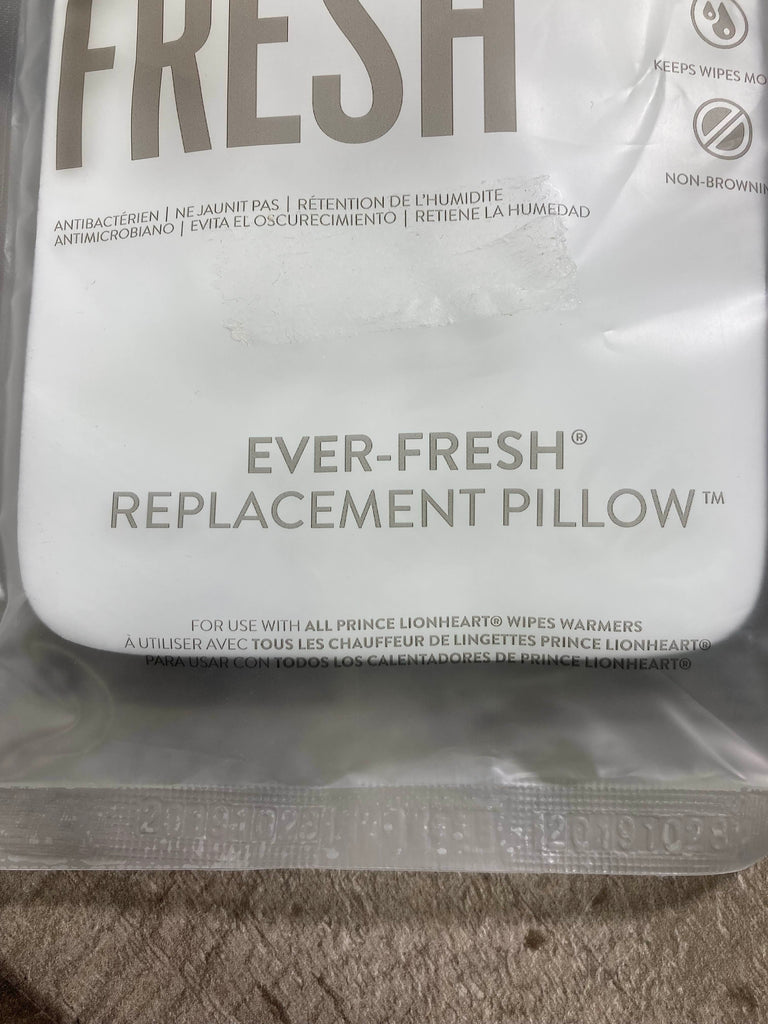 FRESH
KEEPS WIPES MO
NON-BROWNIN
ANTIBACTÉRIEN | NE JAUNIT PAS | RÉTENTION DE L'HUMIDITE
ANTIMICROBIANO | EVITA EL OSCURECIMIENTO | RETIENE LA HUMEDAD
EVER-FRESH®
REPLACEMENT PILLOW™
FOR USE WITH ALL PRINCE LIONHEART® WIPES WARMERS
À UTILISER AVEC TOUS LES CHAUFFEUR DE LINGETTES PRINCE LIONHEART®
PARA USAR CON TODOS LOS CALENTADORES DE PRINCE LIONHEART®
20191023 20191023